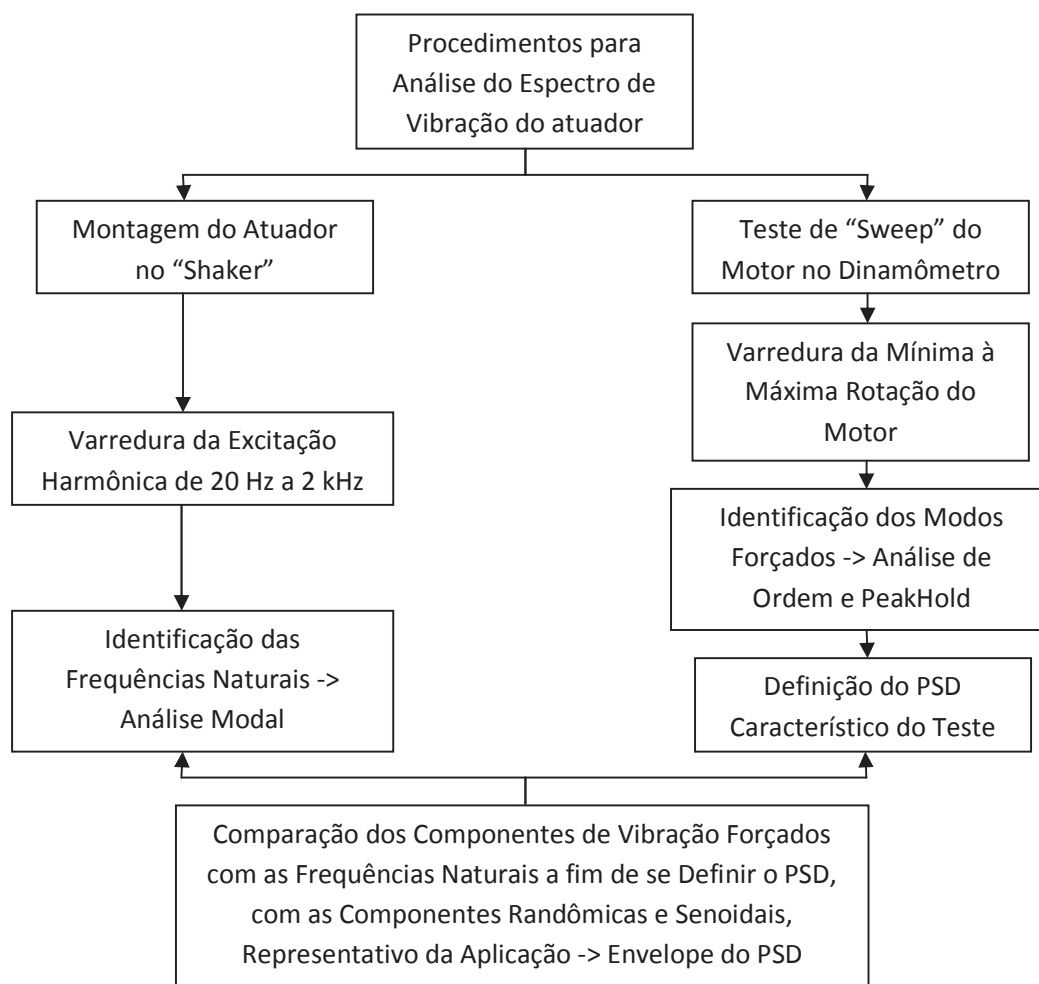 Procedimentos para
Análise do Espectro de
Vibração do atuador
Montagem do Atuador
no “Shaker”
Varredura da Excitação
Harmônica de 20 Hz a 2 kHz
Identificação das
Frequências Naturais ->
Análise Modal
Teste de “Sweep” do
Motor no Dinamômetro
Varredura da Mínima à
Máxima Rotação do
Motor
Identificação dos Modos
Forçados -> Análise de
Ordem e PeakHold
Definição do PSD
Característico do Teste
Comparação dos Componentes de Vibração Forçados
com as Frequências Naturais a fim de se Definir o PSD,
com as Componentes Randômicas e Senoidais,
Representativo da Aplicação -> Envelope do PSD